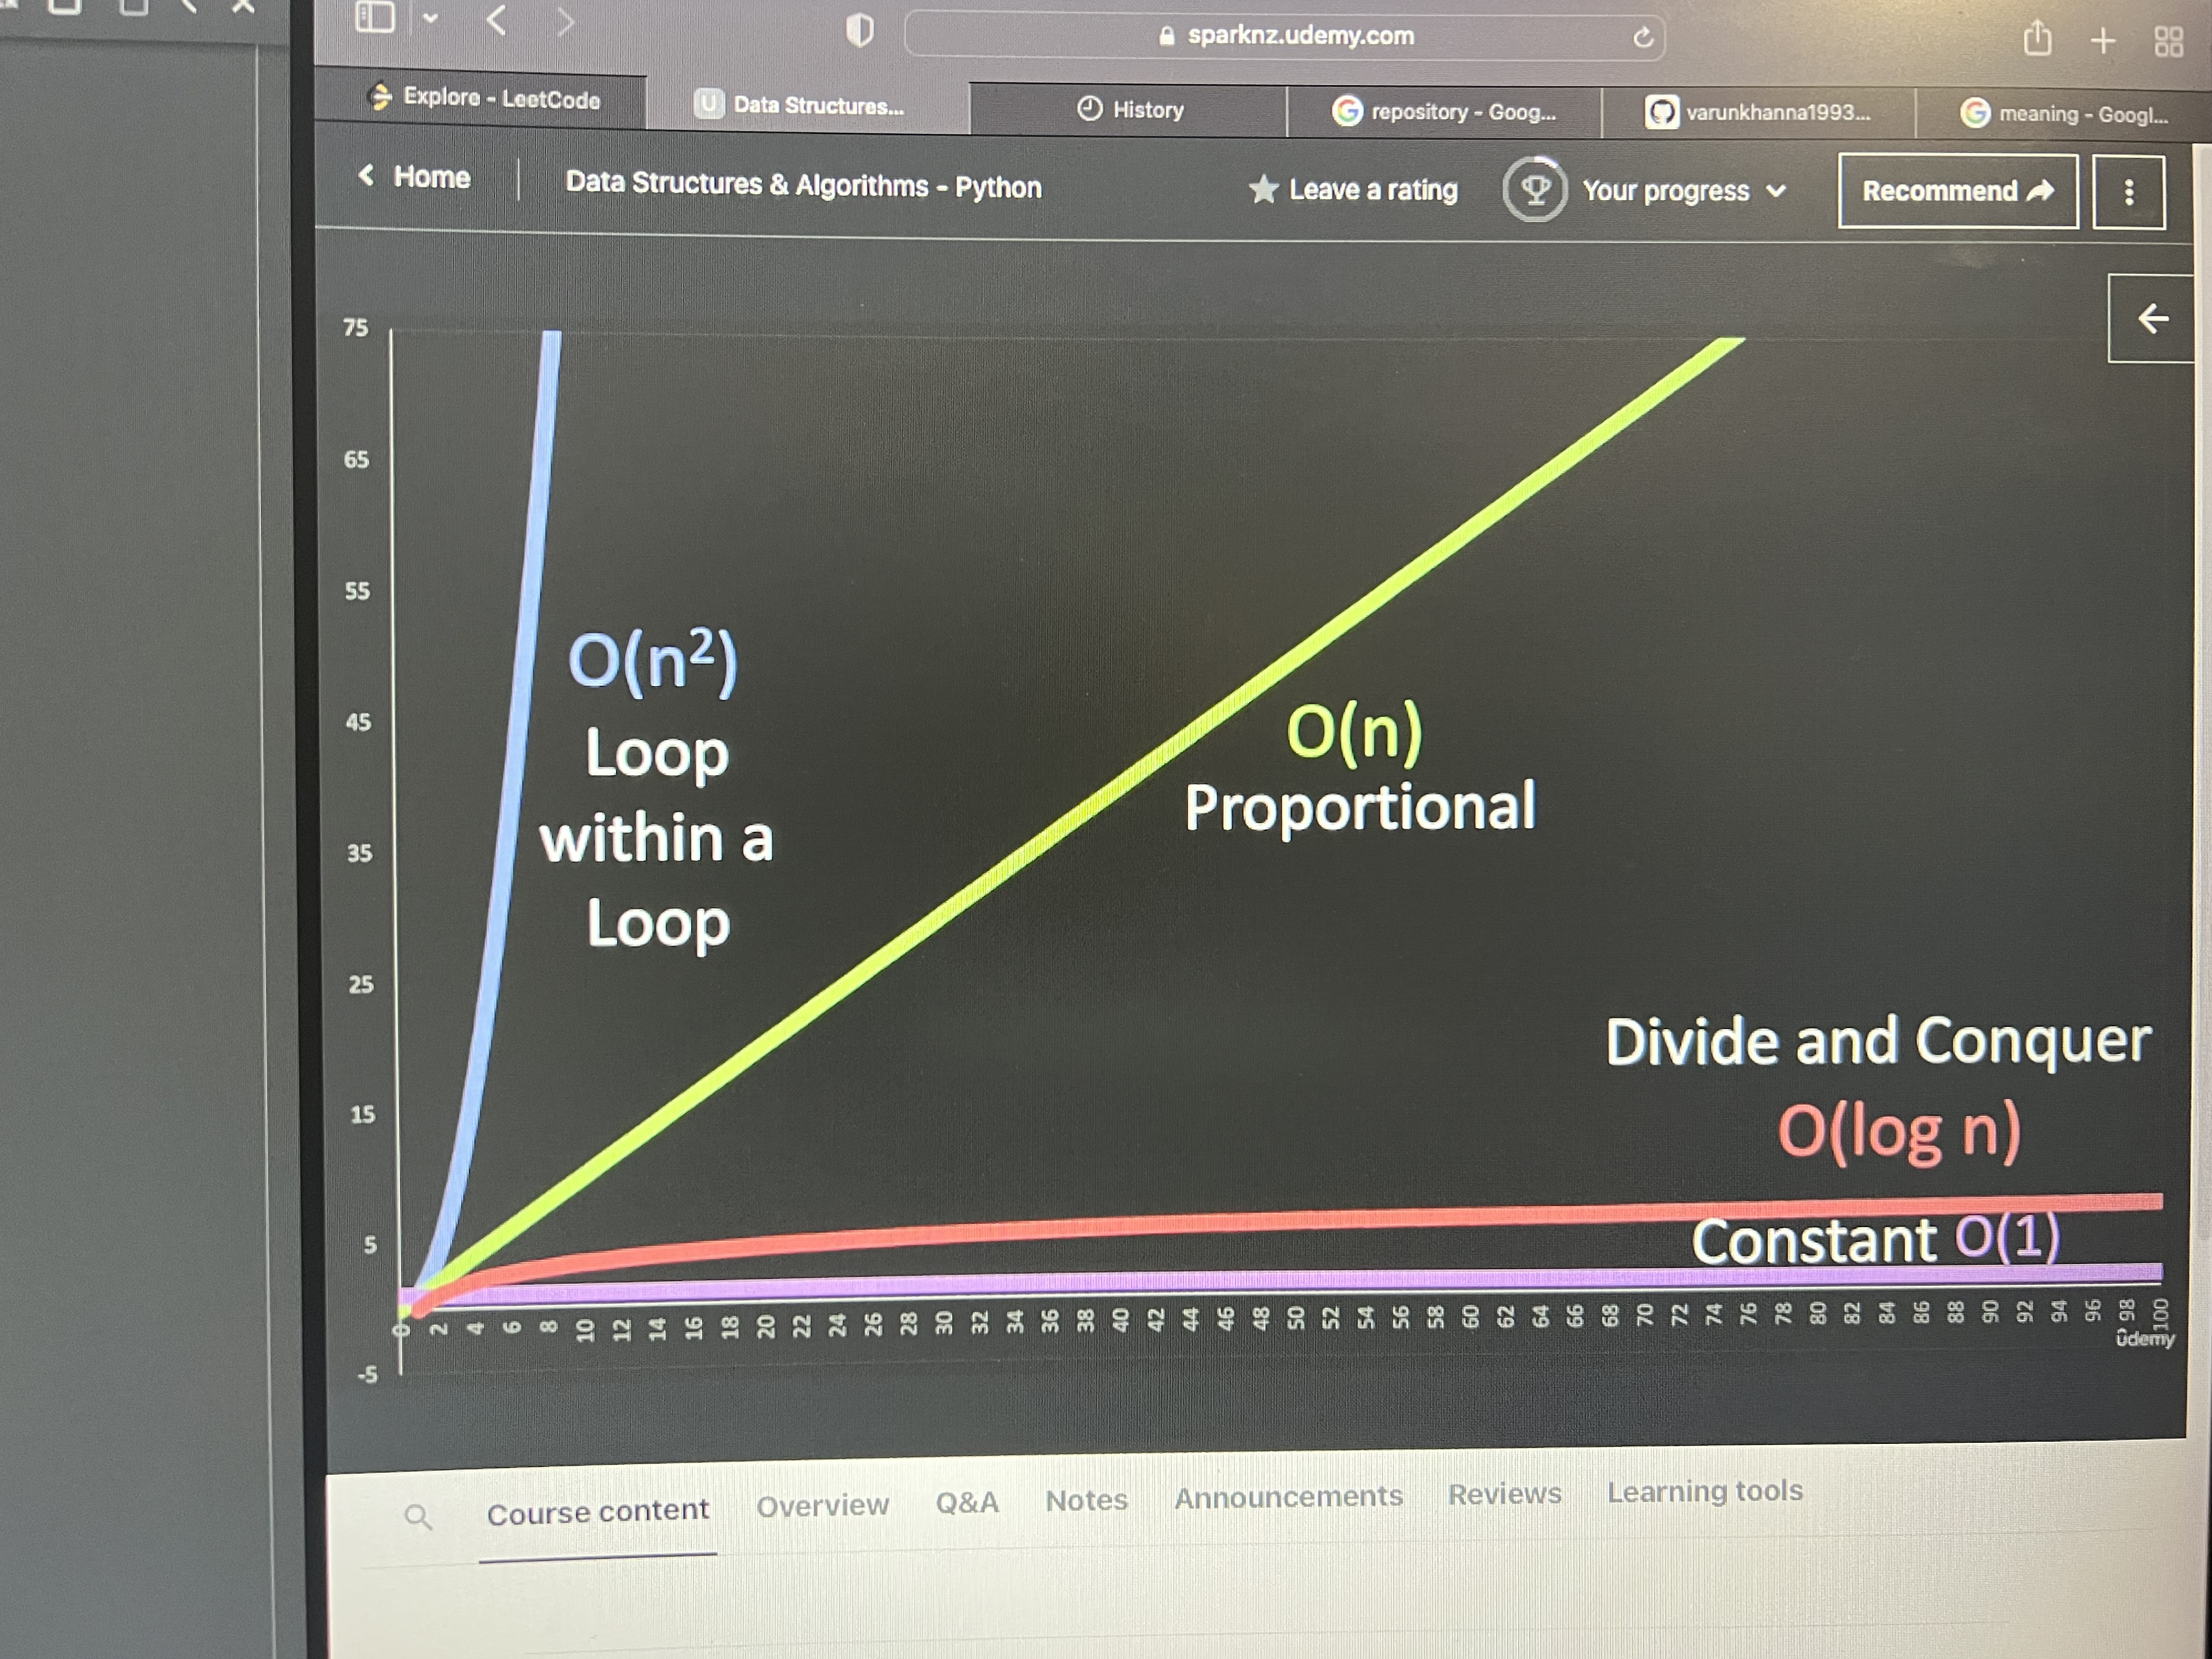 sparknz.udemy.com
Explore - LeetCode
U Data Structures...
History
repository - Goog...
varunkhanna1993...
meaning - Googl...
Home
Data Structures & Algorithms - Python
Leave a rating
Your progress
Recommend
75
65
55
45
35
25
15
5
-5
O(n²)
Loop
within a
Loop
O(n)
Proportional
Divide and Conquer
O(log n)
Constant O(1)
0 2 4 6 8 10 12 14 16 18 20 22 24 26 28 30 32 34 36 38 40 42 44 46 48 50 52 54 56 58 60 62 64 66 68 70 72 74 76 78 80 82 84 86 88 90 92 94 96 98 100
ûdemy
Course content
Overview
Q&A
Notes
Announcements
Reviews
Learning tools